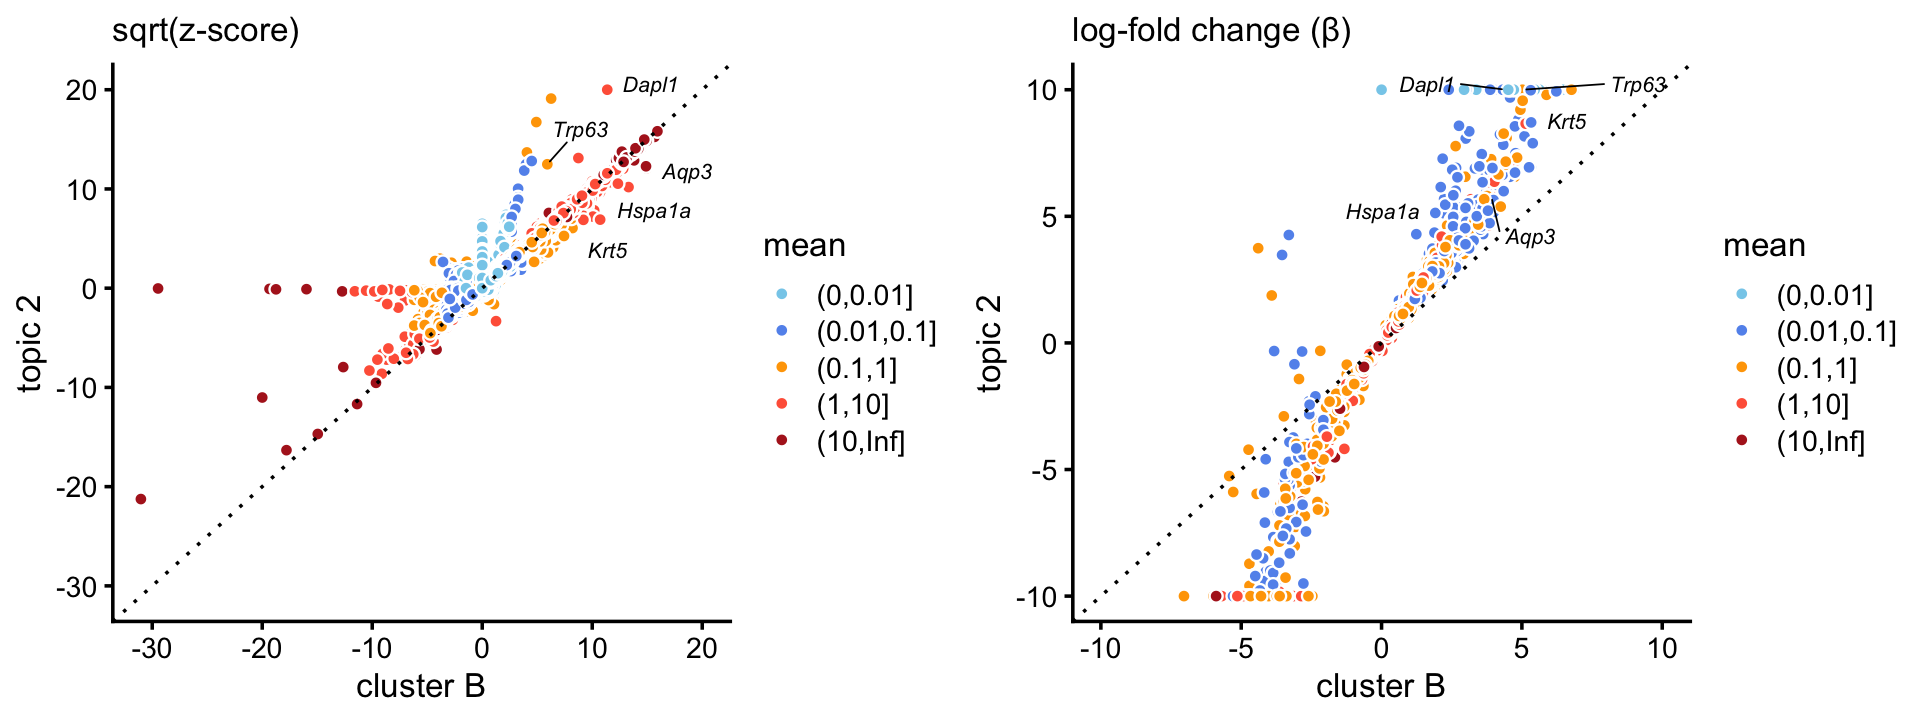 sqrt(z-score)
topic 2
20
10
0
-10
-20
-30
Dapl1
Trp63
Aqp3
Hspa1a
Krt5
-30 -20 -10 0 10 20
cluster B
mean
(0,0.01]
(0.01,0.1]
(0.1,1]
(1,10]
(10,Inf]
log-fold change (β)
topic 2
10
5
0
-5
-10
Dapl1
Trp63
Krt5
Hspa1a
Aqp3
-10 -5 0 5 10
cluster B
mean
(0,0.01]
(0.01,0.1]
(0.1,1]
(1,10]
(10,Inf]